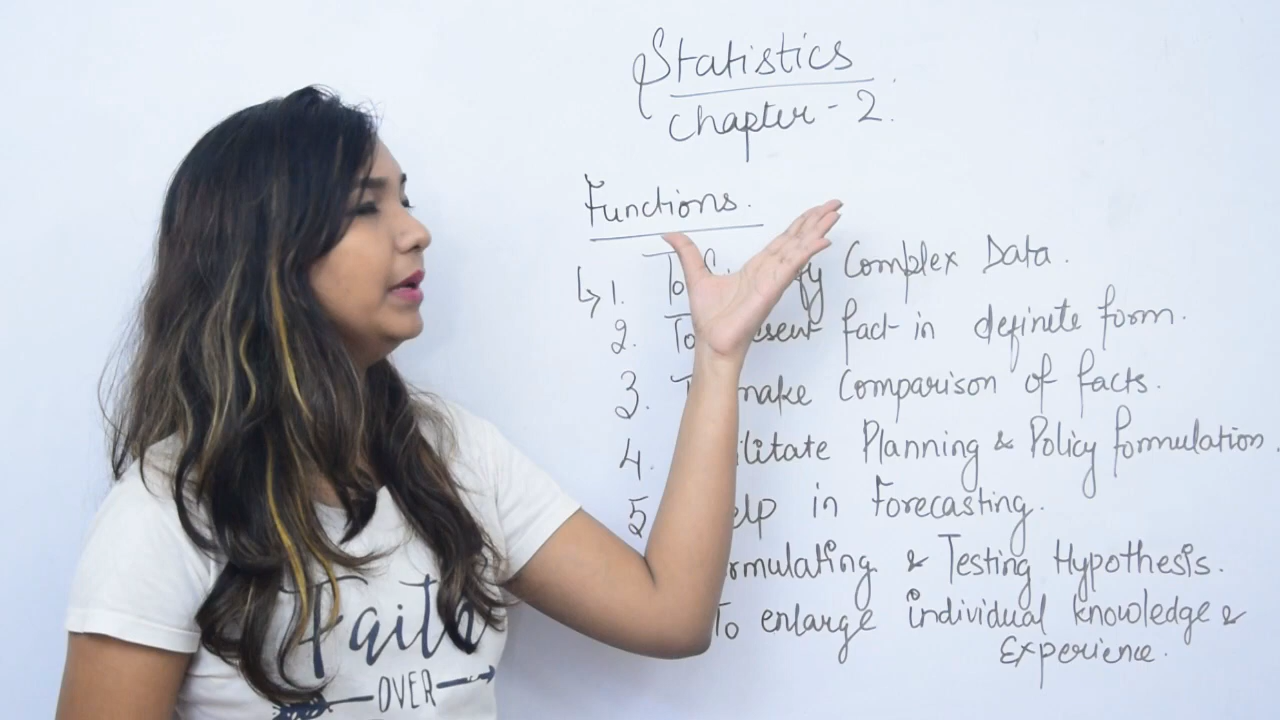 Statistics
Chapter - 2.
Functions.
↳ 1. To Complex Data.
2. To fact in definite form.
3. make Comparison of facts.
4. Planning & Policy formulation.
5 in Forecasting.
& Testing Hypothesis.
To enlarge individual knowledge &
Experience.
Faith
OVER